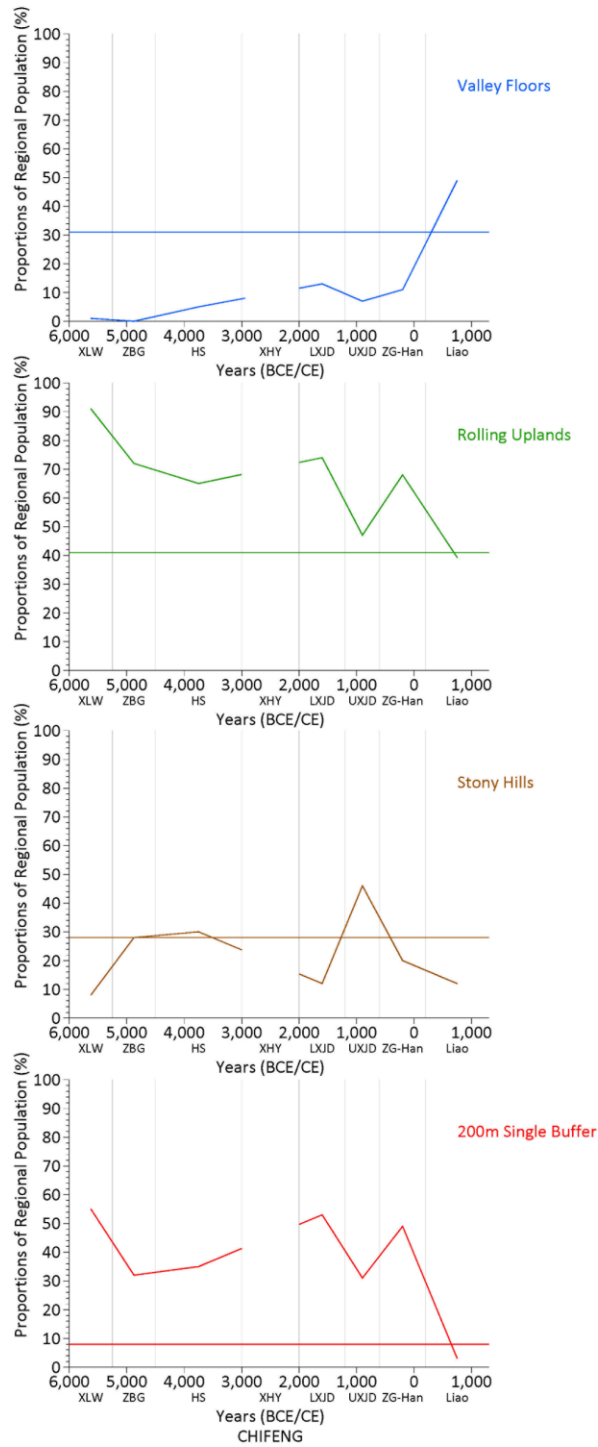 Proportions of Regional Population (%)
100
90
80
70
60
50
40
30
20
10
0
Valley Floors
6,000 5,000 4,000 3,000 2,000 1,000 0 1,000
XLW ZBG HS XHY LXJD UXJD ZG-Han Liao
Years (BCE/CE)
Proportions of Regional Population (%)
100
90
80
70
60
50
40
30
20
10
0
Rolling Uplands
6,000 5,000 4,000 3,000 2,000 1,000 0 1,000
XLW ZBG HS XHY LXJD UXJD ZG-Han Liao
Years (BCE/CE)
Proportions of Regional Population (%)
100
90
80
70
60
50
40
30
20
10
0
Stony Hills
6,000 5,000 4,000 3,000 2,000 1,000 0 1,000
XLW ZBG HS XHY LXJD UXJD ZG-Han Liao
Years (BCE/CE)
Proportions of Regional Population (%)
100
90
80
70
60
50
40
30
20
10
0
200m Single Buffer
6,000 5,000 4,000 3,000 2,000 1,000 0 1,000
XLW ZBG HS XHY LXJD UXJD ZG-Han Liao
Years (BCE/CE)
CHIFENG